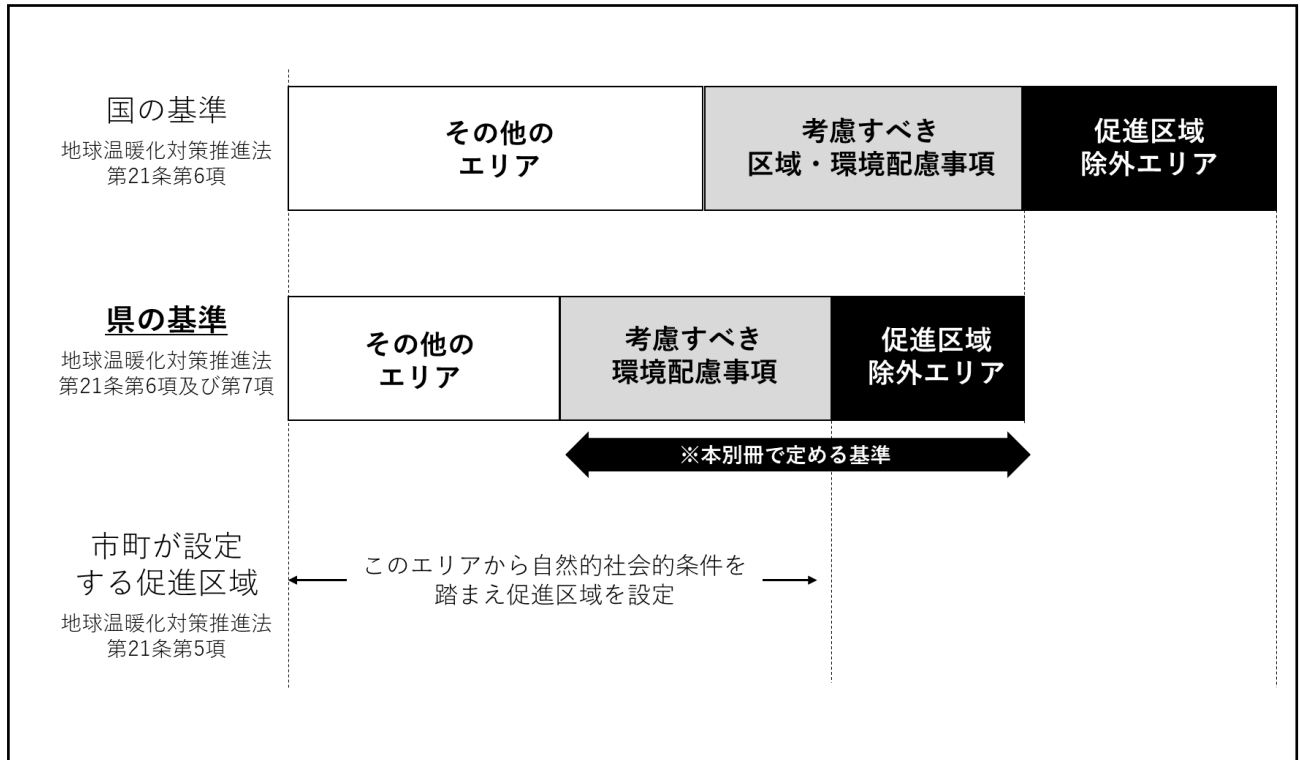 国の基準
地球温暖化対策推進法
第21条第6項
その他の
エリア
考慮すべき
区域・環境配慮事項
促進区域
除外エリア
県の基準
地球温暖化対策推進法
第21条第6項及び第7項
その他の
エリア
考慮すべき
環境配慮事項
促進区域
除外エリア
※本別冊で定める基準
市町が設定
する促進区域
地球温暖化対策推進法
第21条第5項
このエリアから自然的社会的条件を
踏まえ促進区域を設定